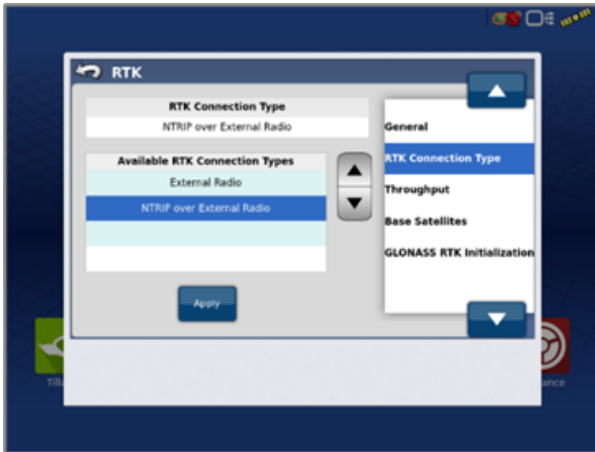 RTK
RTK Connection Type
NTRIP over External Radio
Available RTK Connection Types
External Radio
NTRIP over External Radio
Apply
General
RTK Connection Type
Throughput
Base Satellites
GLONASS RTK Initialization